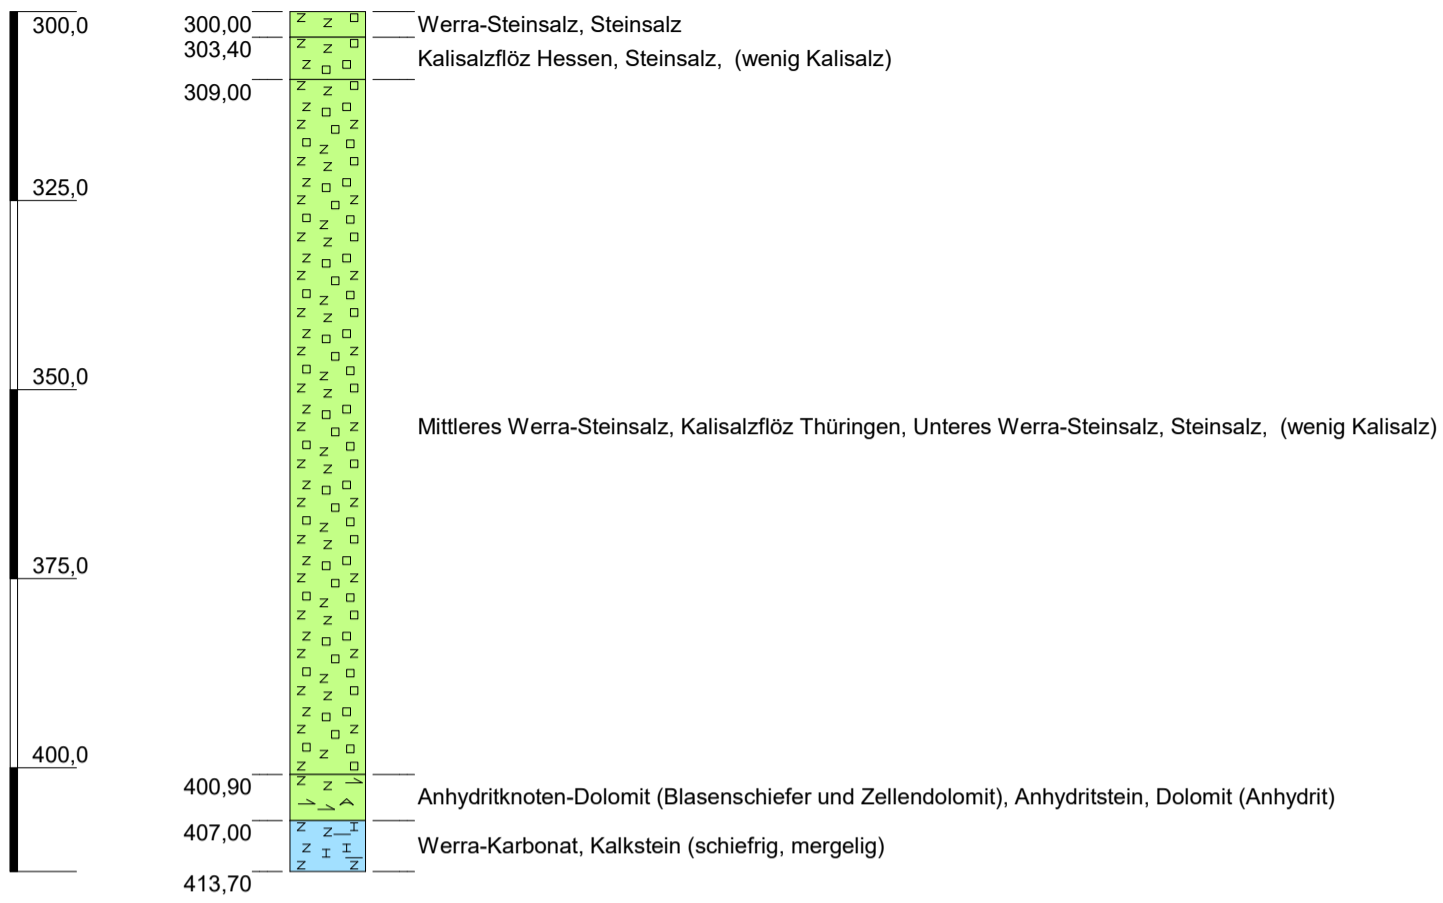 300,0
300,00
Werra-Steinsalz, Steinsalz
303,40
Kalisalzflöz Hessen, Steinsalz,  (wenig Kalisalz)
309,00
325,0
350,0
Mittleres Werra-Steinsalz, Kalisalzflöz Thüringen, Unteres Werra-Steinsalz, Steinsalz,  (wenig Kalisalz)
375,0
400,0
400,90
Anhydritknoten-Dolomit (Blasenschiefer und Zellendolomit), Anhydritstein, Dolomit (Anhydrit)
407,00
Werra-Karbonat, Kalkstein (schiefrig, mergelig)
413,70